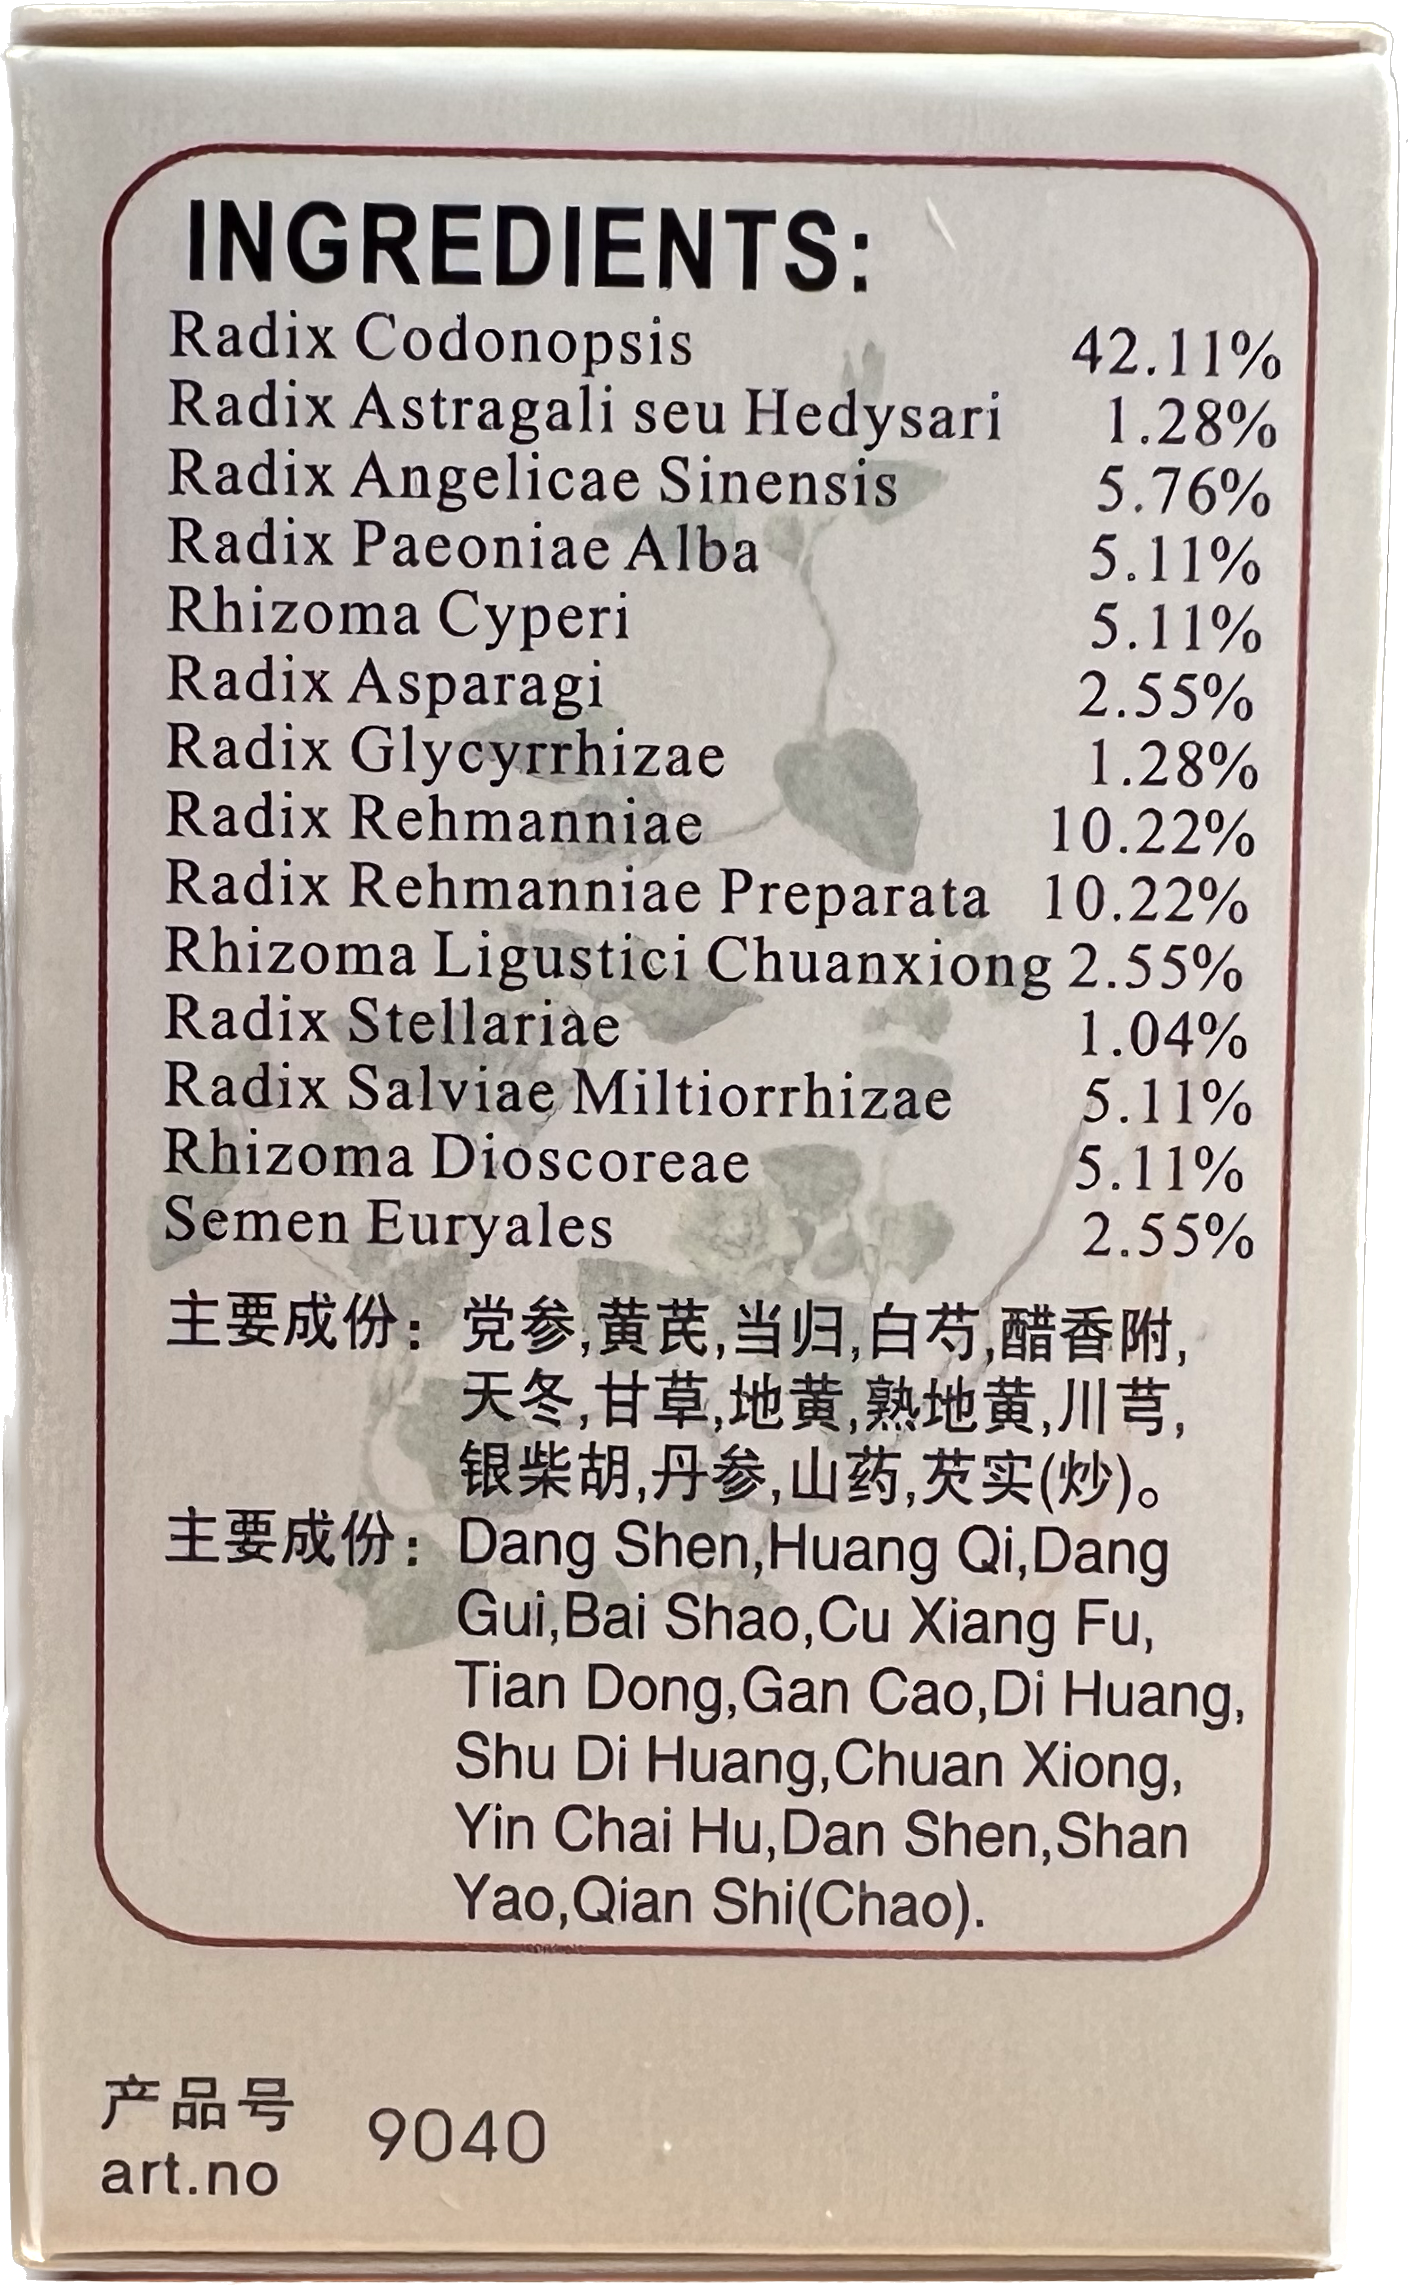 INGREDIENTS:
Radix Codonopsis 42.11%
Radix Astragali seu Hedysari 1.28%
Radix Angelicae Sinensis 5.76%
Radix Paeoniae Alba 5.11%
Rhizoma Cyperi 5.11%
Radix Asparagi 2.55%
Radix Glycyrrhizae 1.28%
Radix Rehmanniae 10.22%
Radix Rehmanniae Preparata 10.22%
Rhizoma Ligustici Chuanxiong 2.55%
Radix Stellariae 1.04%
Radix Salviae Miltiorrhizae 5.11%
Rhizoma Dioscoreae 5.11%
Semen Euryales 2.55%
主要成份：党参,黄芪,当归,白芍,醋香附,
天冬,甘草,地黄,熟地黄,川芎,
银柴胡,丹参,山药,芡实(炒)。
主要成份：Dang Shen,Huang Qi,Dang
Gui,Bai Shao,Cu Xiang Fu,
Tian Dong,Gan Cao,Di Huang,
Shu Di Huang,Chuan Xiong,
Yin Chai Hu,Dan Shen,Shan
Yao,Qian Shi(Chao).
产品号
art.no 9040